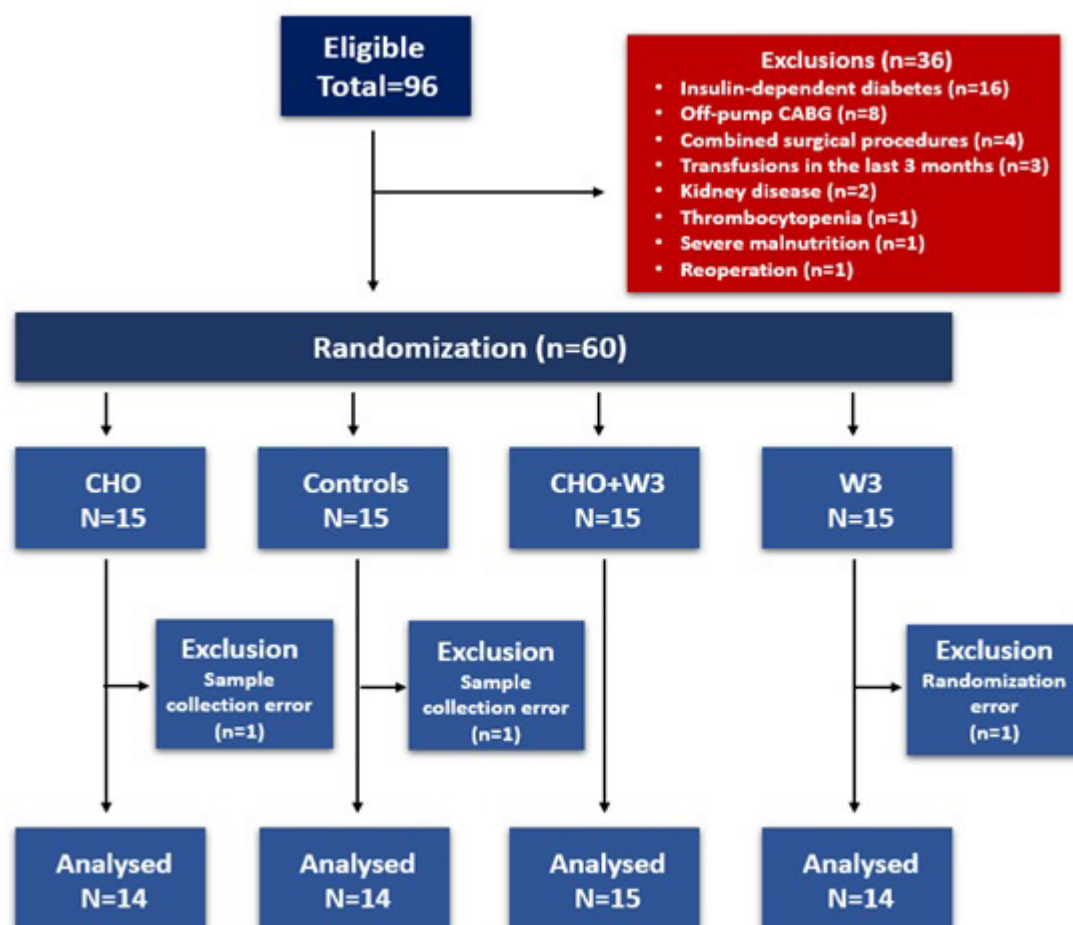 Eligible
Total=96
Exclusions (n=36)
• Insulin-dependent diabetes (n=16)
• Off-pump CABG (n=8)
• Combined surgical procedures (n=4)
• Transfusions in the last 3 months (n=3)
• Kidney disease (n=2)
• Thrombocytopenia (n=1)
• Severe malnutrition (n=1)
• Reoperation (n=1)
Randomization (n=60)
CHO
N=15
Controls
N=15
CHO+W3
N=15
W3
N=15
Exclusion
Sample
collection error
(n=1)
Exclusion
Sample
collection error
(n=1)
Exclusion
Randomization
error
(n=1)
Analysed
N=14
Analysed
N=14
Analysed
N=15
Analysed
N=14